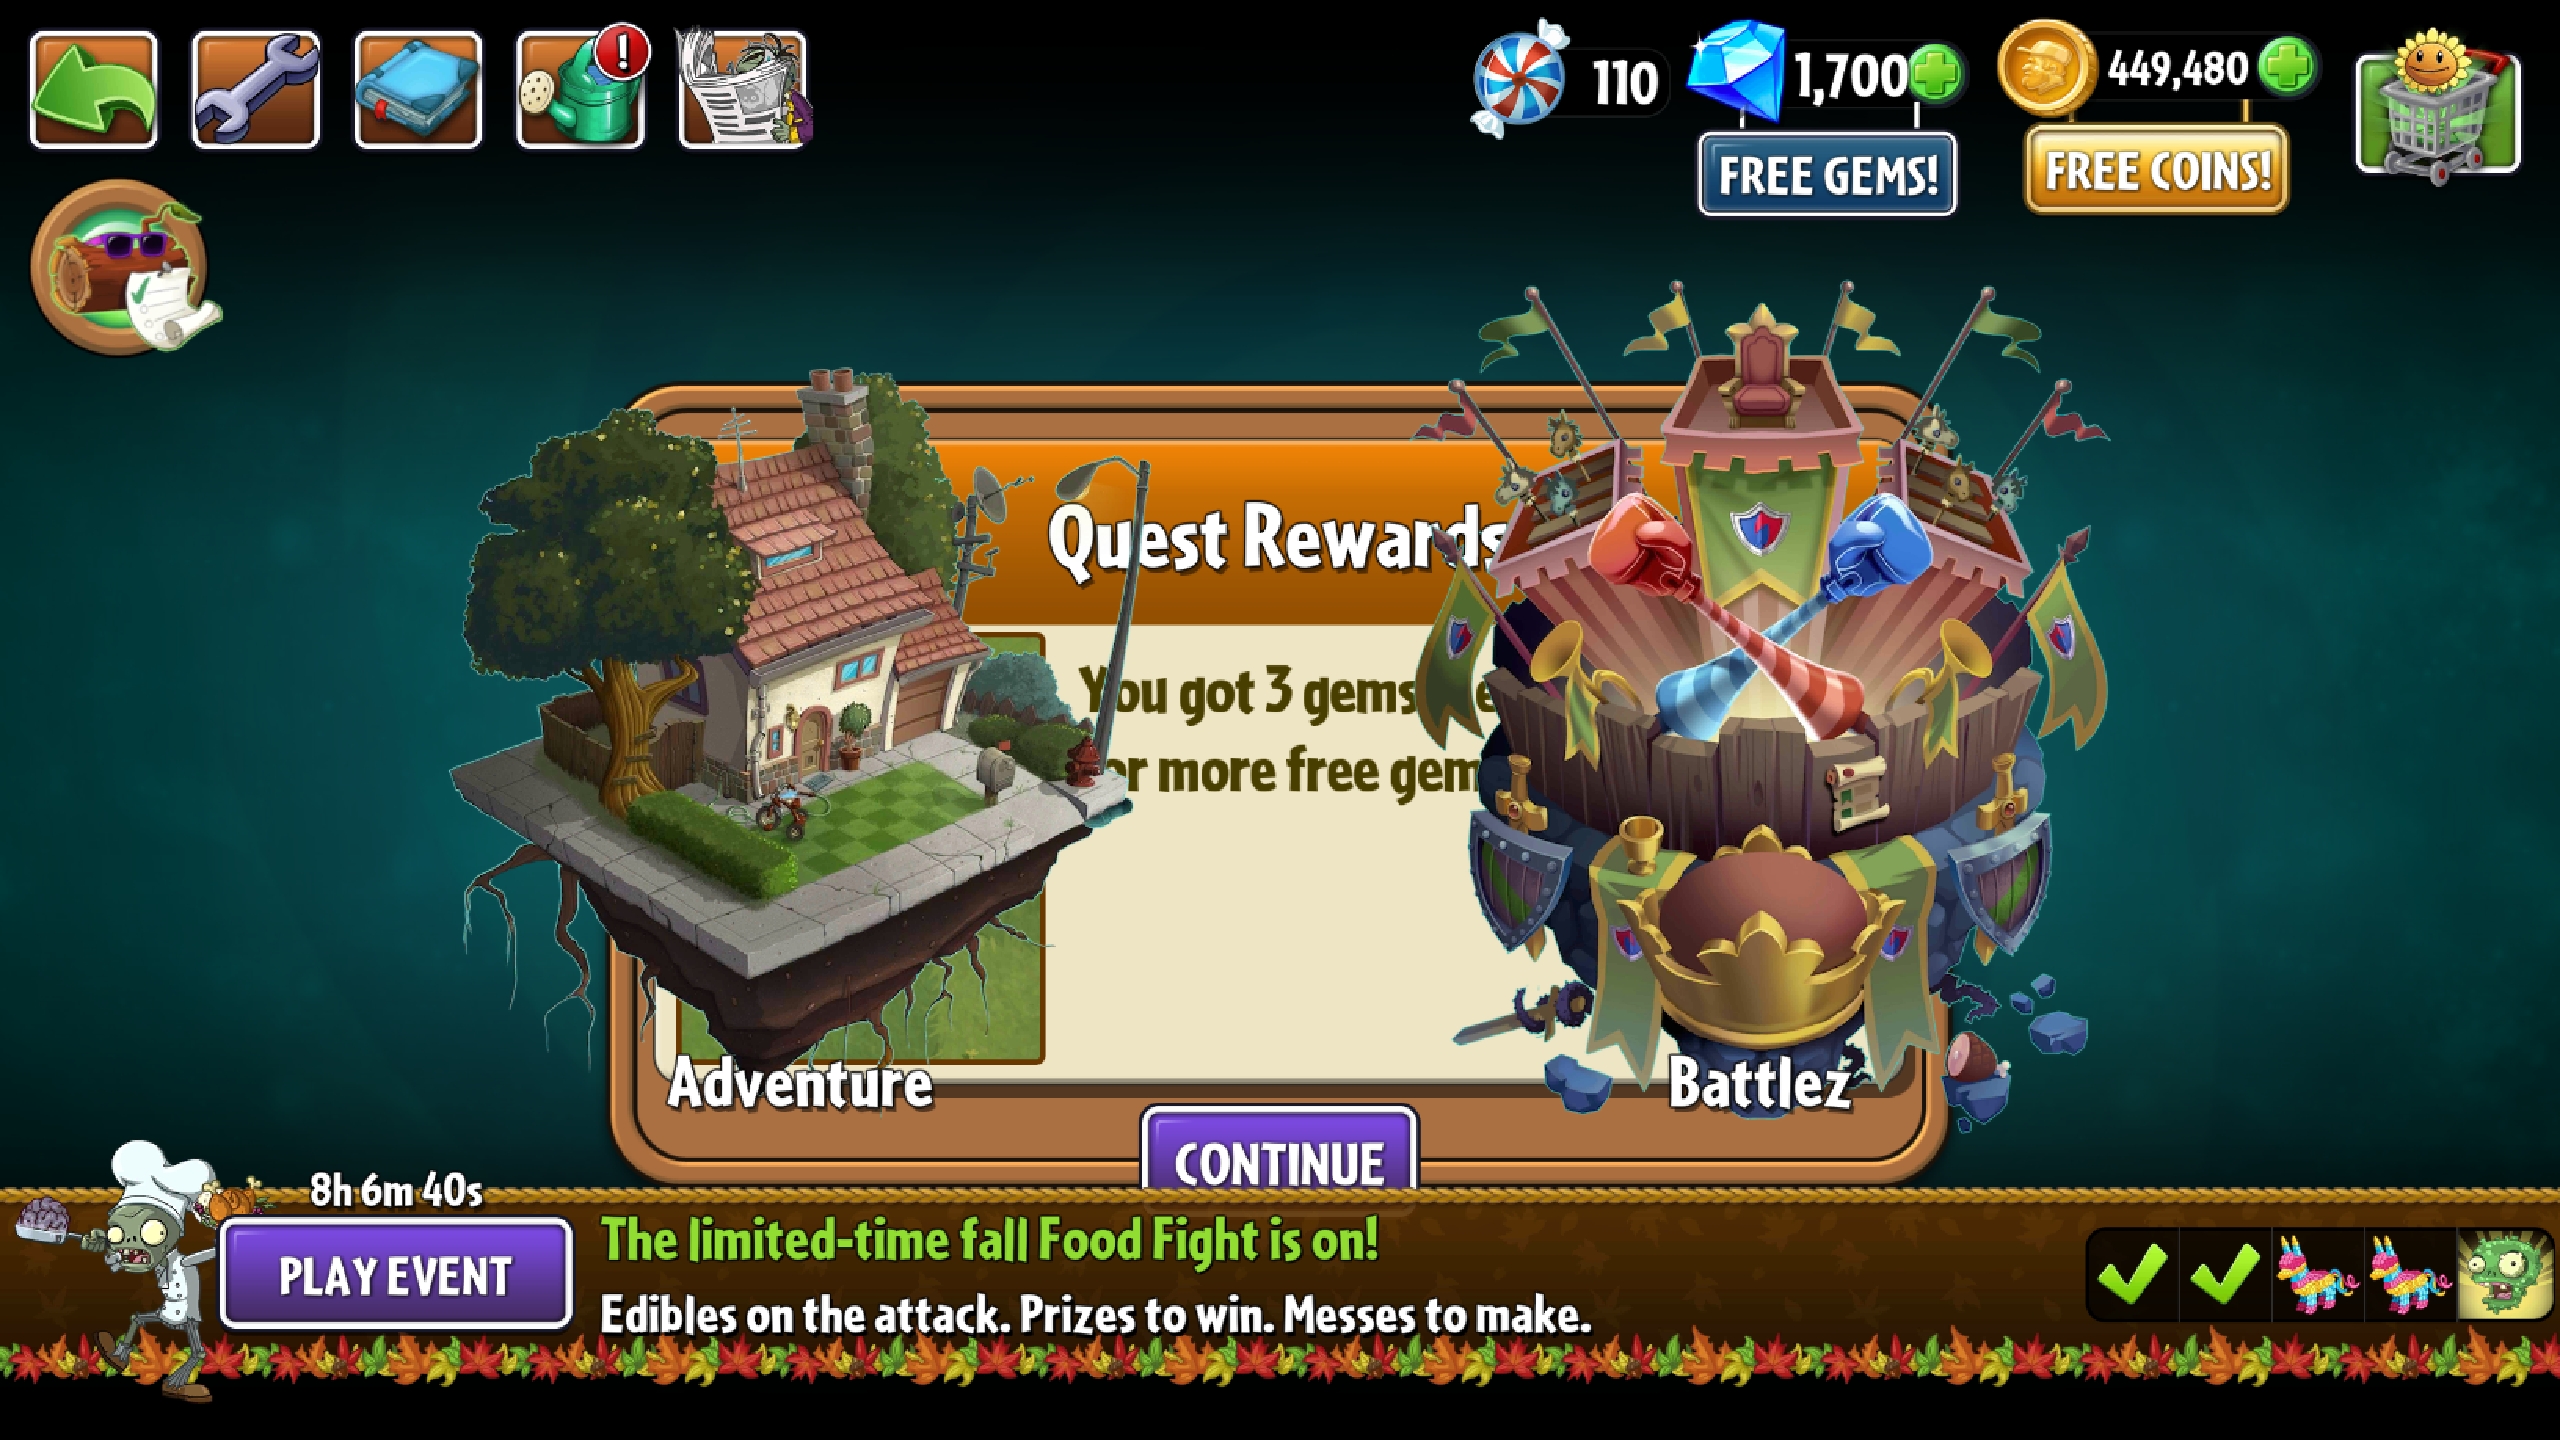 110
1,700
449,480
FREE GEMS!
FREE COINS!
Quest Rewards
You got 3 gems
or more free gem
Adventure
Battlez
CONTINUE
8h 6m 40s
PLAY EVENT
The limited-time fall Food Fight is on!
Edibles on the attack. Prizes to win. Messes to make.